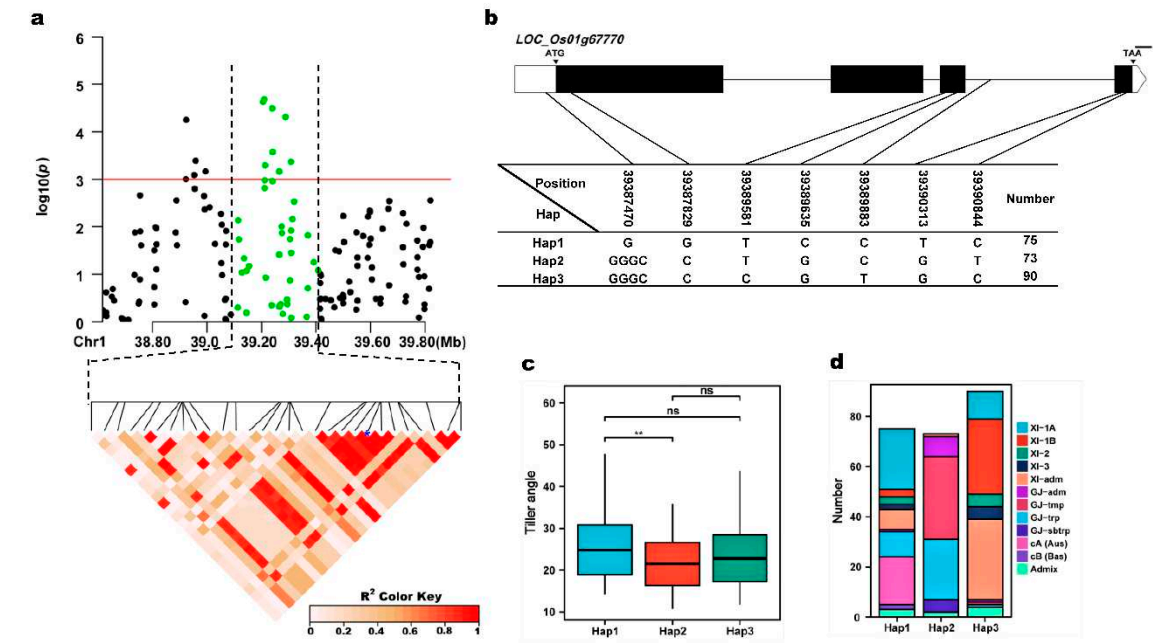 a
log10(p)
6
5
4
3
2
1
0
Chr1 38.80 39.0 39.20 39.40 39.60 39.80(Mb)
R2 Color Key
0 0.2 0.4 0.6 0.8 1
b
LOC_Os01g67770
ATG TAA
Position 39387470 39387829 39389581 39389635 39389883 39390313 39390844 Number
Hap
Hap1 G G T C C T C 75
Hap2 GGGC C T G C G T 73
Hap3 GGGC C C G T G C 90
c
Tiller angle
60
50
40
30
20
10
ns
ns
**
Hap1 Hap2 Hap3
d
Number
80
60
40
20
0
Hap1 Hap2 Hap3
XI-1A
XI-1B
XI-2
XI-3
XI-adm
GJ-adm
GJ-tmp
GJ-trp
GJ-sbtrp
cA (Aus)
cB (Bas)
Admix